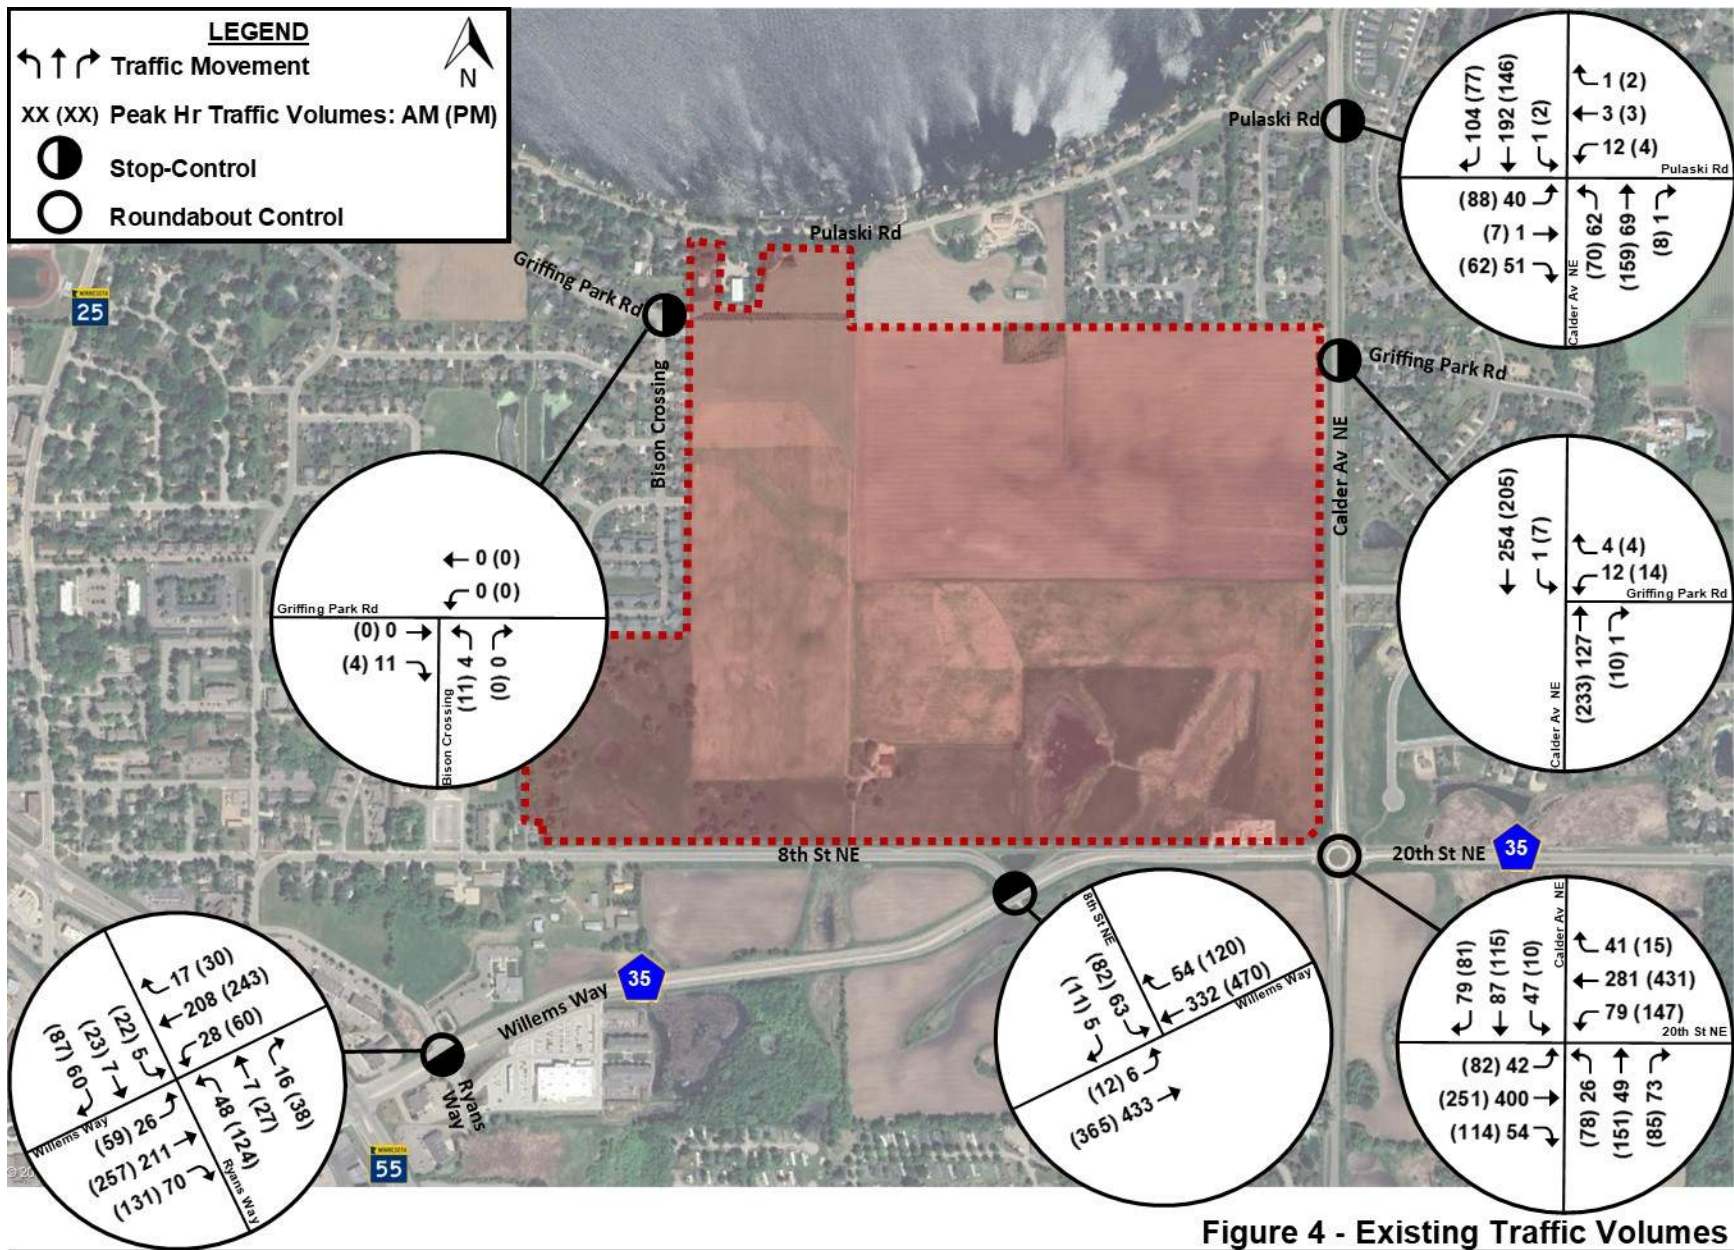 LEGEND
Traffic Movement
N
XX (XX) Peak Hr Traffic Volumes: AM (PM)
Stop-Control
Roundabout Control
25
Pulaski Rd
Griffing Park Rd
Bison Crossing
Pulaski Rd
Griffing Park Rd
Calder Av NE
8th St NE
20th St NE
35
35
Willems Way
Ryans
Way
55
104 (77)
192 (146)
1 (2)
1 (2)
3 (3)
12 (4)
Pulaski Rd
(88) 40
(7) 1
(62) 51
Calder Av NE
(70) 62
(159) 69
(8) 1
254 (205)
1 (7)
4 (4)
12 (14)
Griffing Park Rd
Calder Av NE
(233) 127
(10) 1
0 (0)
0 (0)
Griffing Park Rd
(0) 0
(4) 11
Bison Crossing
(11) 4
(0) 0
17 (30)
208 (243)
28 (60)
(22) 5
(23) 7
(87) 60
Willems Way
(59) 26
(257) 211
(131) 70
Ryans Way
48 (124)
7 (27)
16 (38)
8th St NE
(82) 63
(11) 5
54 (120)
332 (470)
Willems Way
(12) 6
(365) 433
79 (81)
87 (115)
47 (10)
Calder Av NE
41 (15)
281 (431)
79 (147)
20th St NE
(82) 42
(251) 400
(114) 54
(78) 26
(151) 49
(85) 73
Figure 4 - Existing Traffic Volumes